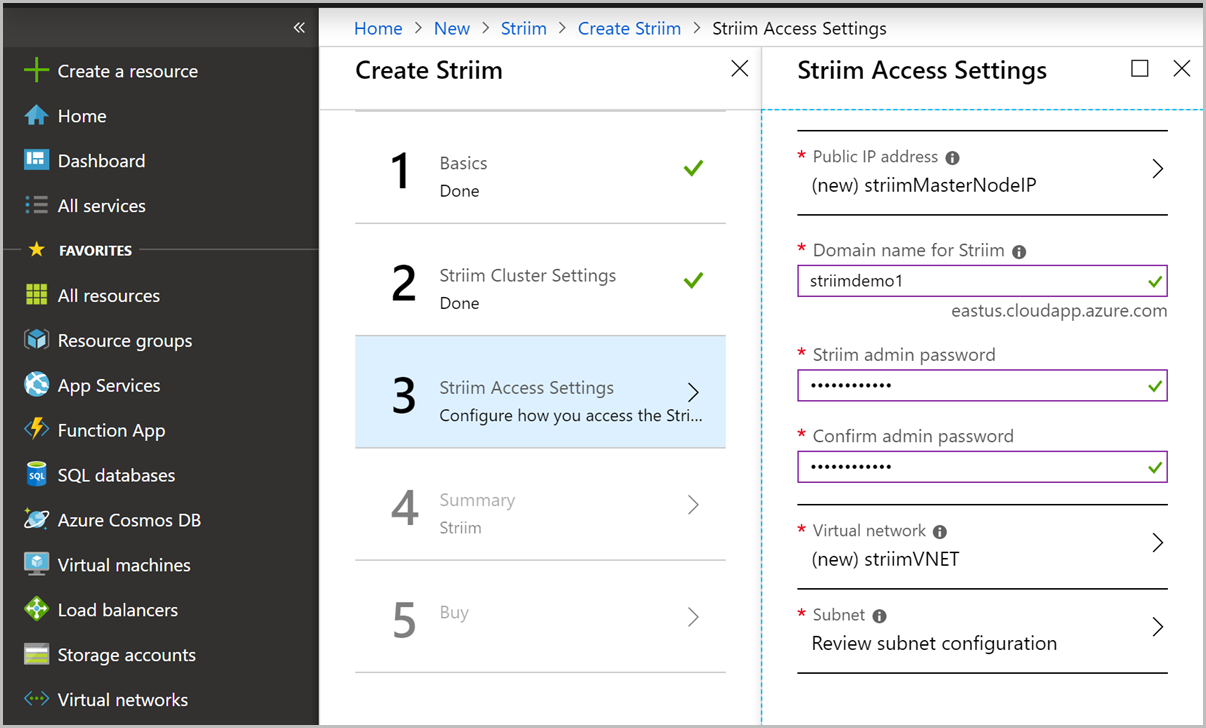 «
Home > New > Striim > Create Striim > Striim Access Settings
Create a resource
Home
Dashboard
All services
FAVORITES
All resources
Resource groups
App Services
Function App
SQL databases
Azure Cosmos DB
Virtual machines
Load balancers
Storage accounts
Virtual networks
Create Striim
1
Basics
Done
2
Striim Cluster Settings
Done
3
Striim Access Settings
Configure how you access the Stri...
4
Summary
Striim
5
Buy
Striim Access Settings
* Public IP address
(new) striimMasterNodeIP
* Domain name for Striim
striimdemo1
eastus.cloudapp.azure.com
* Striim admin password
••••••••••••
* Confirm admin password
••••••••••••
* Virtual network
(new) striimVNET
* Subnet
Review subnet configuration